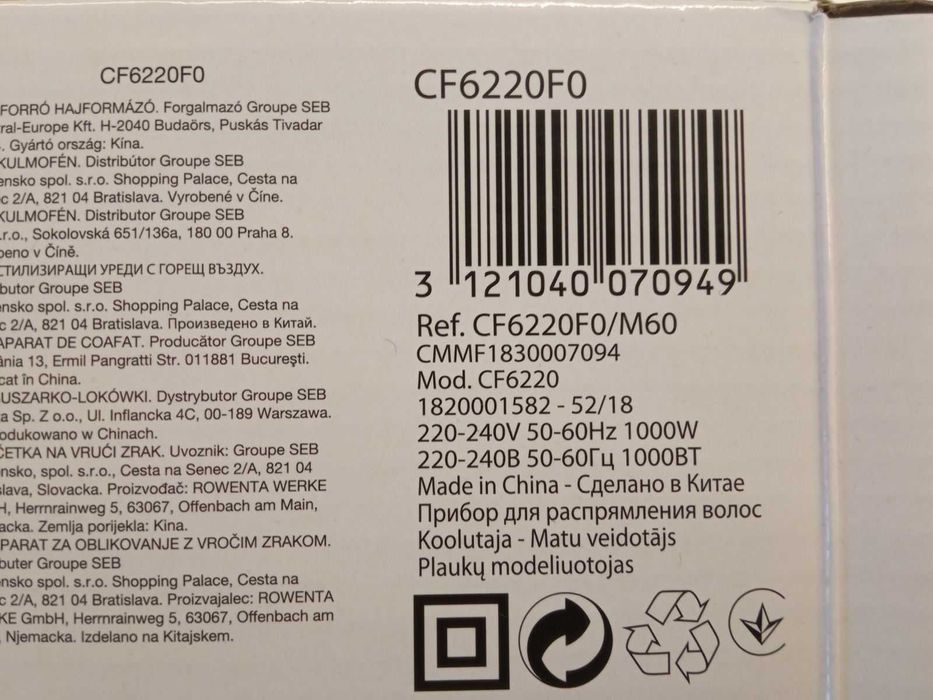 CF6220F0
FORRÓ HAJFORMÁZÓ. Forgalmazó Groupe SEB
ral-Europe Kft. H-2040 Budaörs, Puskás Tivadar
. Gyártó ország: Kína.
KULMOFÉN. Distribútor Groupe SEB
ensko spol. s.r.o. Shopping Palace, Cesta na
c 2/A, 821 04 Bratislava. Vyrobené v Číne.
KULMOFÉN. Distributor Groupe SEB
.r.o., Sokolovská 651/136a, 180 00 Praha 8.
beno v Číně.
СТИЛИЗИРАЩИ УРЕДИ С ГОРЕЩ ВЪЗДУХ.
butor Groupe SEB
ensko spol. s.r.o. Shopping Palace, Cesta na
c 2/A, 821 04 Bratislava. Произведено в Китай.
APARAT DE COAFAT. Producător Groupe SEB
ânia 13, Ermil Pangratti Str. 011881 Bucureşti.
cat în China.
SUSZARKO-LOKÓWKI. Dystrybutor Groupe SEB
a Sp. Z o.o., Ul. Inflancka 4C, 00-189 Warszawa.
odukowano w Chinach.
ČETKA NA VRUĆI ZRAK. Uvoznik: Groupe SEB
nsko, spol. s.r.o., Cesta na Senec 2/A, 821 04
slava, Slovacka. Proizvođač: ROWENTA WERKE
H, Herrnrainweg 5, 63067, Offenbach am Main,
acka. Zemlja porijekla: Kina.
PARAT ZA OBLIKOVANJE Z VROČIM ZRAKOM.
buter Groupe SEB
ensko spol. s.r.o. Shopping Palace, Cesta na
c 2/A, 821 04 Bratislava. Proizvajalec: ROWENTA
KE GmbH, Herrnrainweg 5, 63067, Offenbach am
, Njemacka. Izdelano na Kitajskem.
CF6220F0
3 121040 070949
Ref. CF6220F0/M60
CMMF1830007094
Mod. CF6220
1820001582 - 52/18
220-240V 50-60Hz 1000W
220-240В 50-60Гц 1000ВТ
Made in China - Сделано в Китае
Прибор для распрямления волос
Koolutaja - Matu veidotājs
Plaukų modeliuotojas